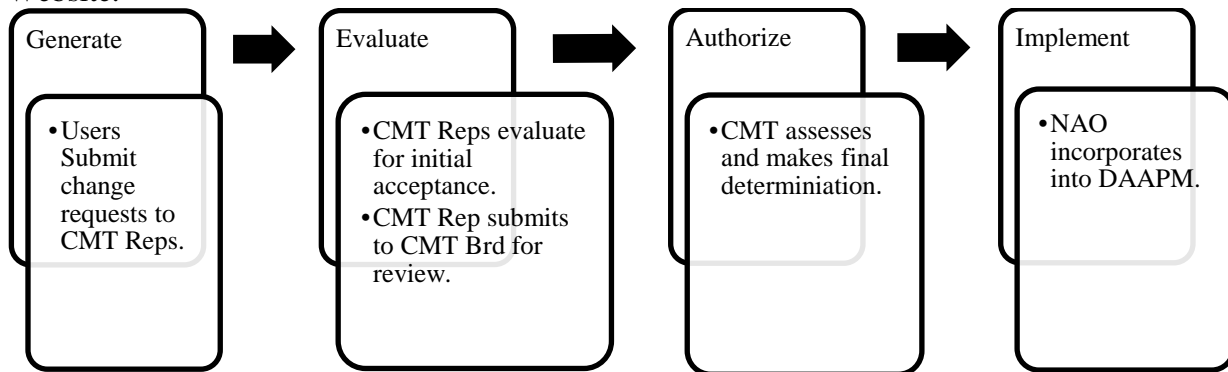 Generate
•Users
Submit
change
requests to
CMT Reps.
Evaluate
•CMT Reps evaluate
for initial
acceptance.
•CMT Rep submits
to CMT Brd for
review.
Authorize
•CMT assesses
and makes final
determiniation.
Implement
•NAO
incorporates
into DAAPM.